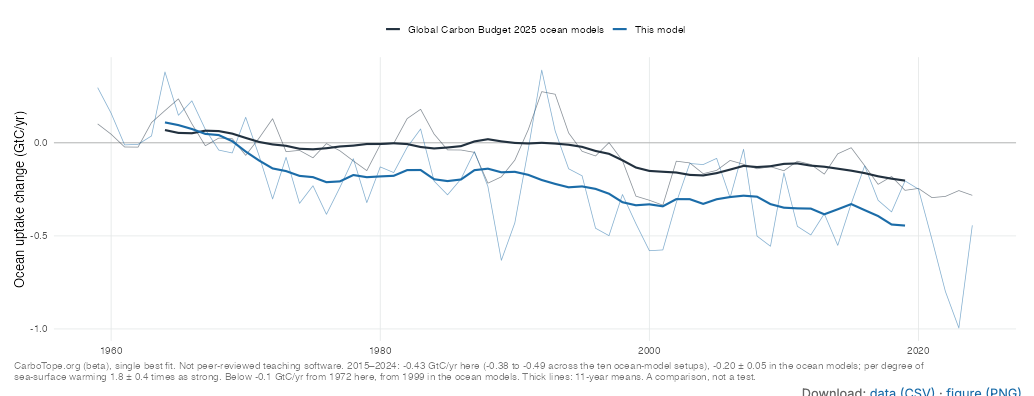 Global Carbon Budget 2025 ocean models
This model
Ocean uptake change (GtC/yr)
0.0
-0.5
-1.0
1960
1980
2000
2020
CarboTope.org (beta), single best fit. Not peer-reviewed teaching software. 2015–2024: -0.43 GtC/yr here (-0.38 to -0.49 across the ten ocean-model setups), -0.20 ± 0.05 in the ocean models; per degree of
sea-surface warming 1.8 ± 0.4 times as strong. Below -0.1 GtC/yr from 1972 here, from 1999 in the ocean models. Thick lines: 11-year means. A comparison, not a test.
Download: data (CSV) · figure (PNG)